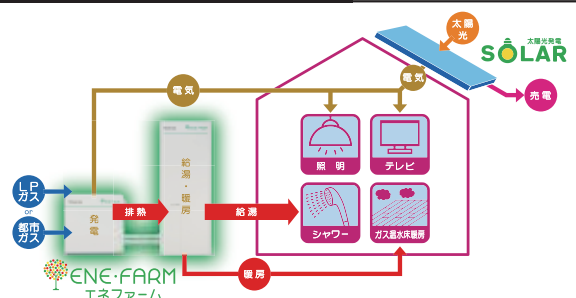 太陽
光
太陽光発電
SOLAR
電気
電気
売電
照 明
テレビ
給
湯
・
暖
房
LP
ガス
or
都市
ガス
発
電
排熱
給湯
シャワー
ガス温水床暖房
暖房
ENE・FARM
エネファーム